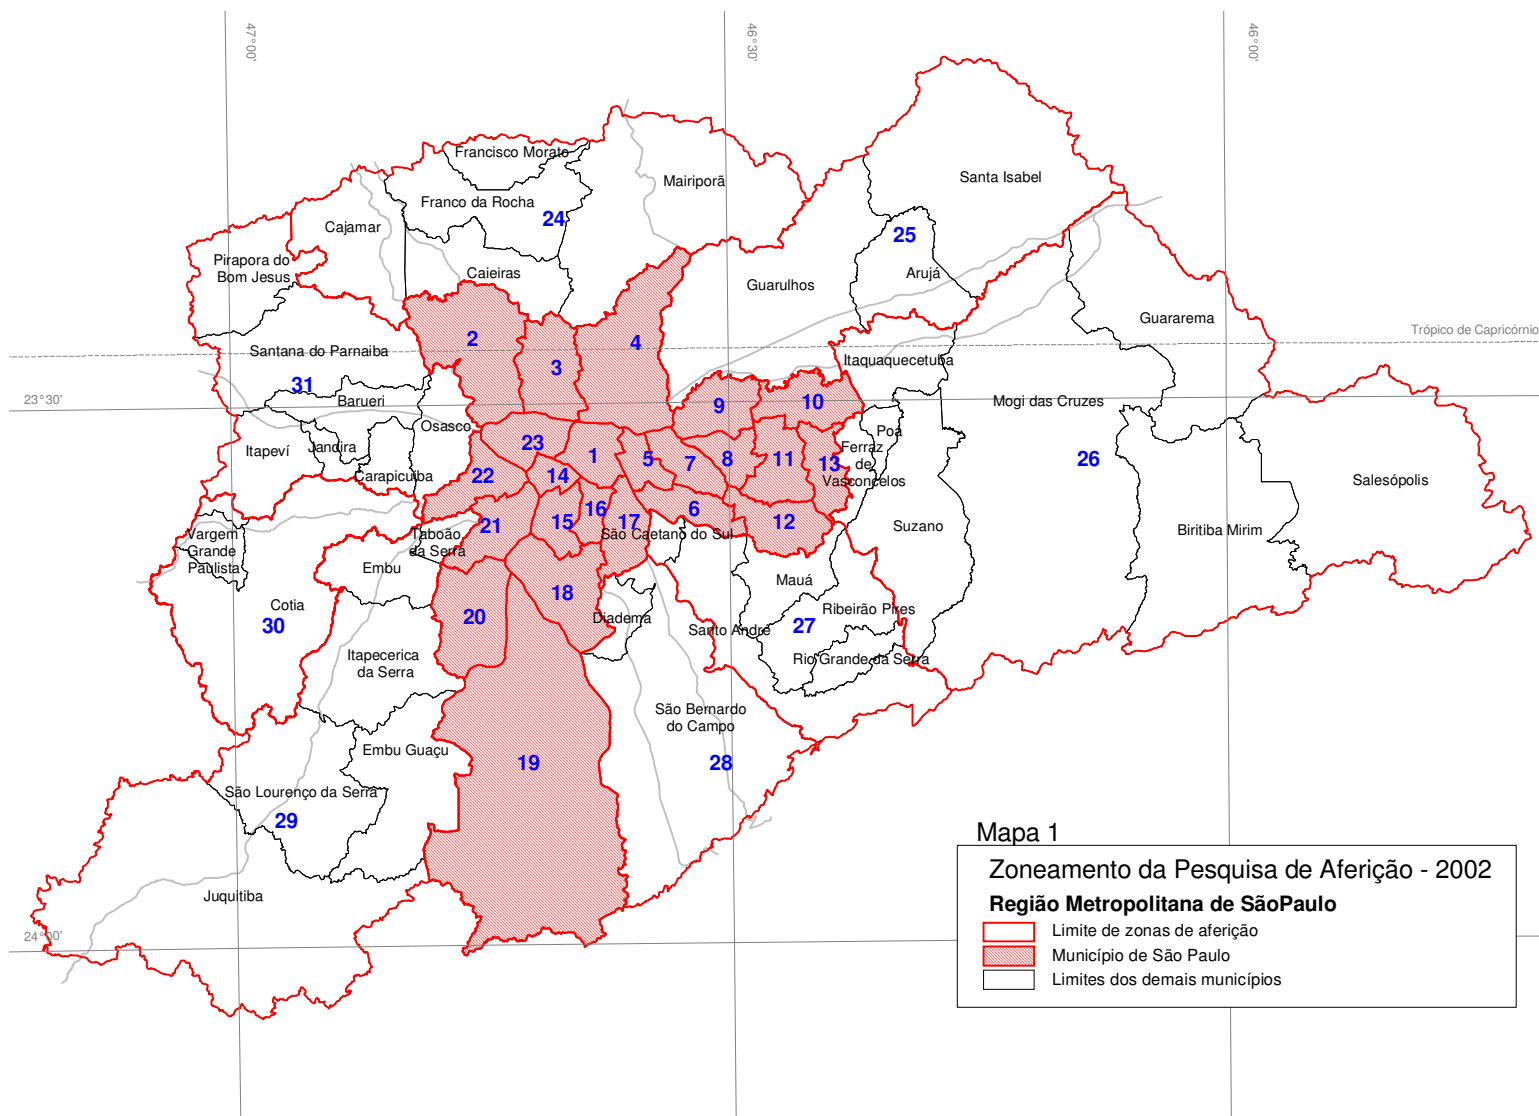 47°00'
46°30'
46°00'
Francisco Morato
Mairiporã
Santa Isabel
Franco da Rocha
24
Cajamar
25
Pirapora do
Bom Jesus
Caieiras
Arujá
Guarulhos
Guararema
Trópico de Capricórnio
2
4
3
Santana do Parnaiba
Itaquaquecetuba
31
Barueri
23°30'
9
10
Mogi das Cruzes
Osasco
Poá
Itapeví
Jandira
23
1
5
7
8
11
13
Ferraz
de
Vasconcelos
26
Carapicuiba
22
14
Salesópolis
16
6
15
17
12
21
Suzano
Biritiba Mirim
Vargem
Grande
Paulista
Taboão
da Serra
São Caetano do Sul
Embu
Mauá
18
Cotia
30
20
Diadema
Ribeirão Pires
27
Santo André
Itapecerica
da Serra
Rio Grande da Serra
São Bernardo
do Campo
Embu Guaçu
19
28
São Lourenço da Serra
29
Juquitiba
24°00'
Mapa 1
Zoneamento da Pesquisa de Aferição - 2002
Região Metropolitana de SãoPaulo
Limite de zonas de aferição
Município de São Paulo
Limites dos demais municípios